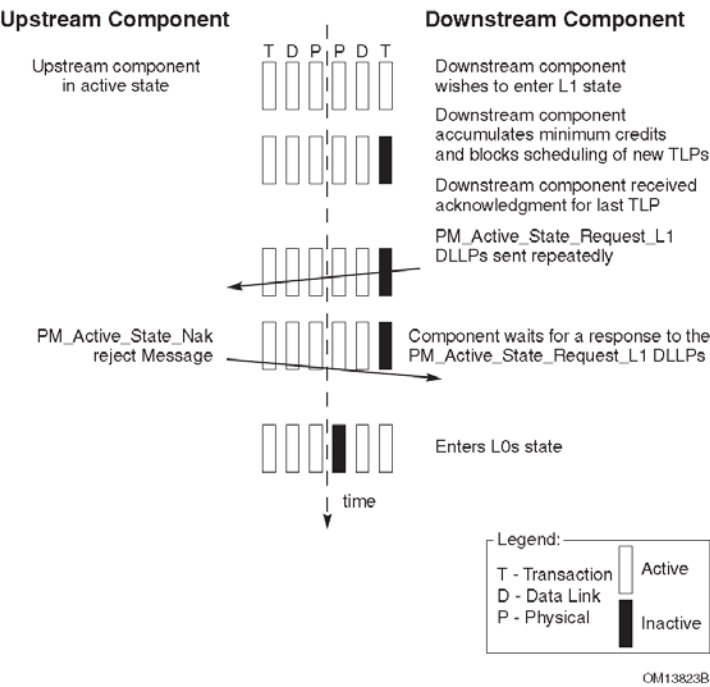 Upstream Component
Downstream Component
T D P P D T
Upstream component
in active state
Downstream component
wishes to enter L1 state
Downstream component
accumulates minimum credits
and blocks scheduling of new TLPs
Downstream component received
acknowledgment for last TLP
PM_Active_State_Request_L1
DLLPs sent repeatedly
PM_Active_State_Nak
reject Message
Component waits for a response to the
PM_Active_State_Request_L1 DLLPs
Enters L0s state
time
Legend:
T - Transaction
D - Data Link
P - Physical
Active
Inactive
OM13823B